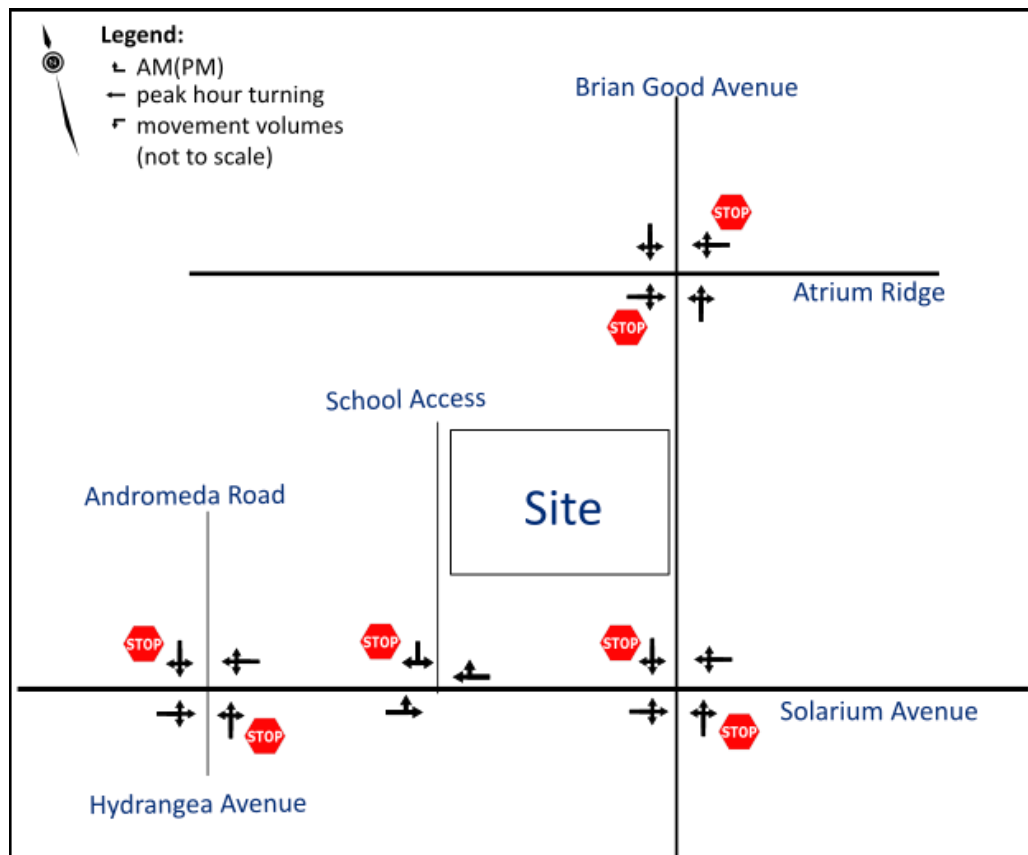 Legend:
AM(PM)
peak hour turning
movement volumes
(not to scale)
N
Brian Good Avenue
STOP
Atrium Ridge
STOP
School Access
Site
Andromeda Road
STOP
STOP
STOP
Solarium Avenue
STOP
STOP
Hydrangea Avenue